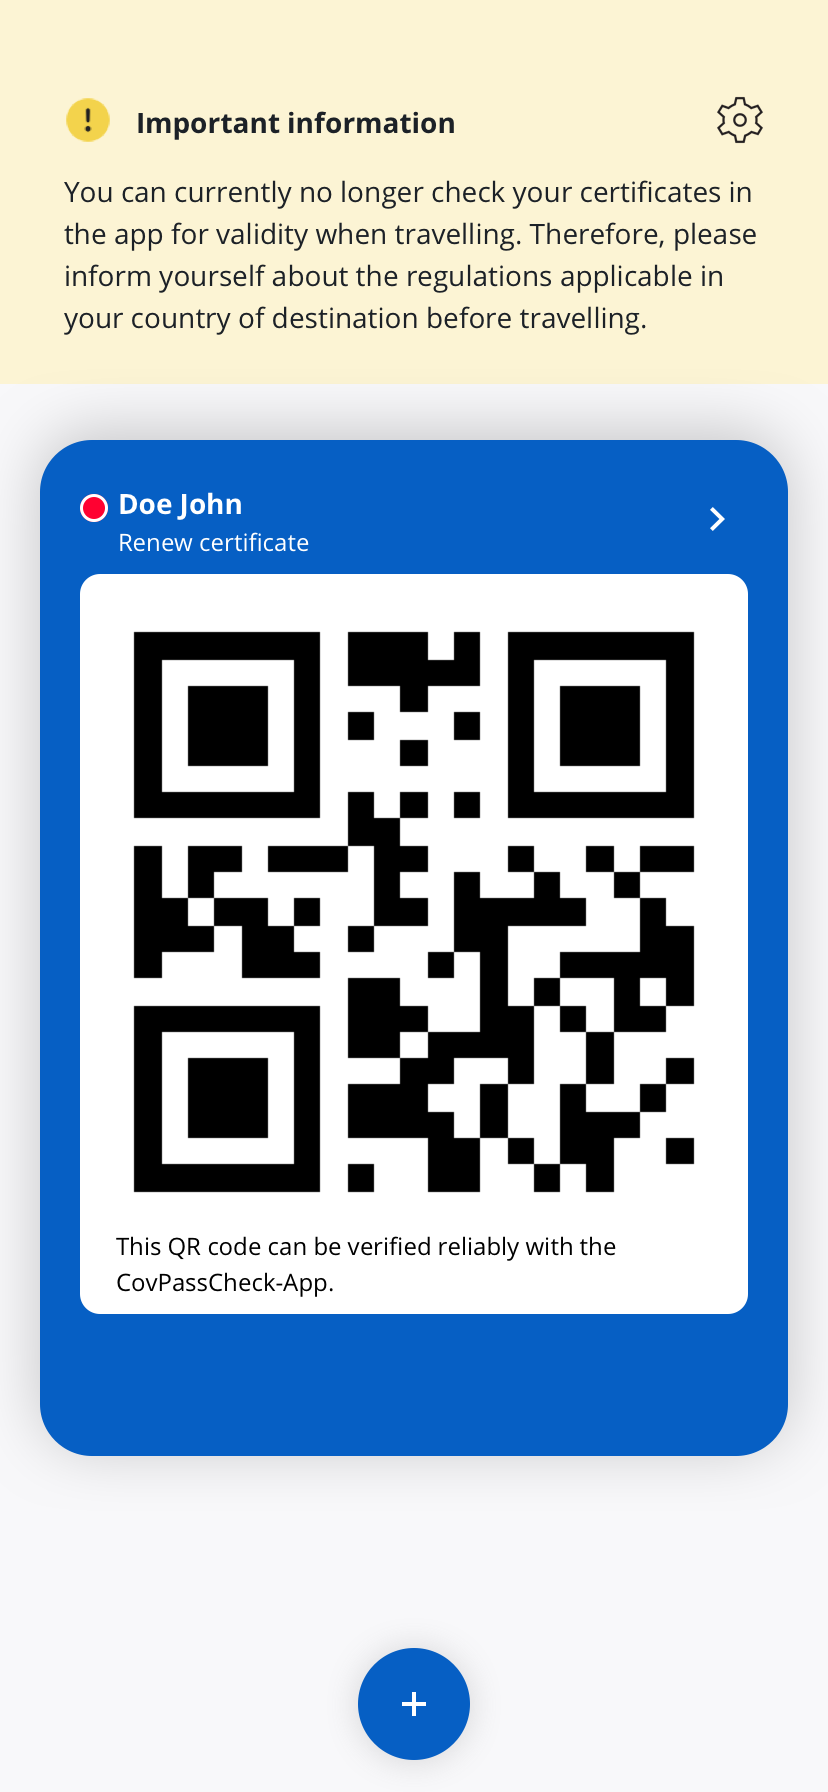 Important information
You can currently no longer check your certificates in
the app for validity when travelling. Therefore, please
inform yourself about the regulations applicable in
your country of destination before travelling.
Doe John
Renew certificate
This QR code can be verified reliably with the
CovPassCheck-App.